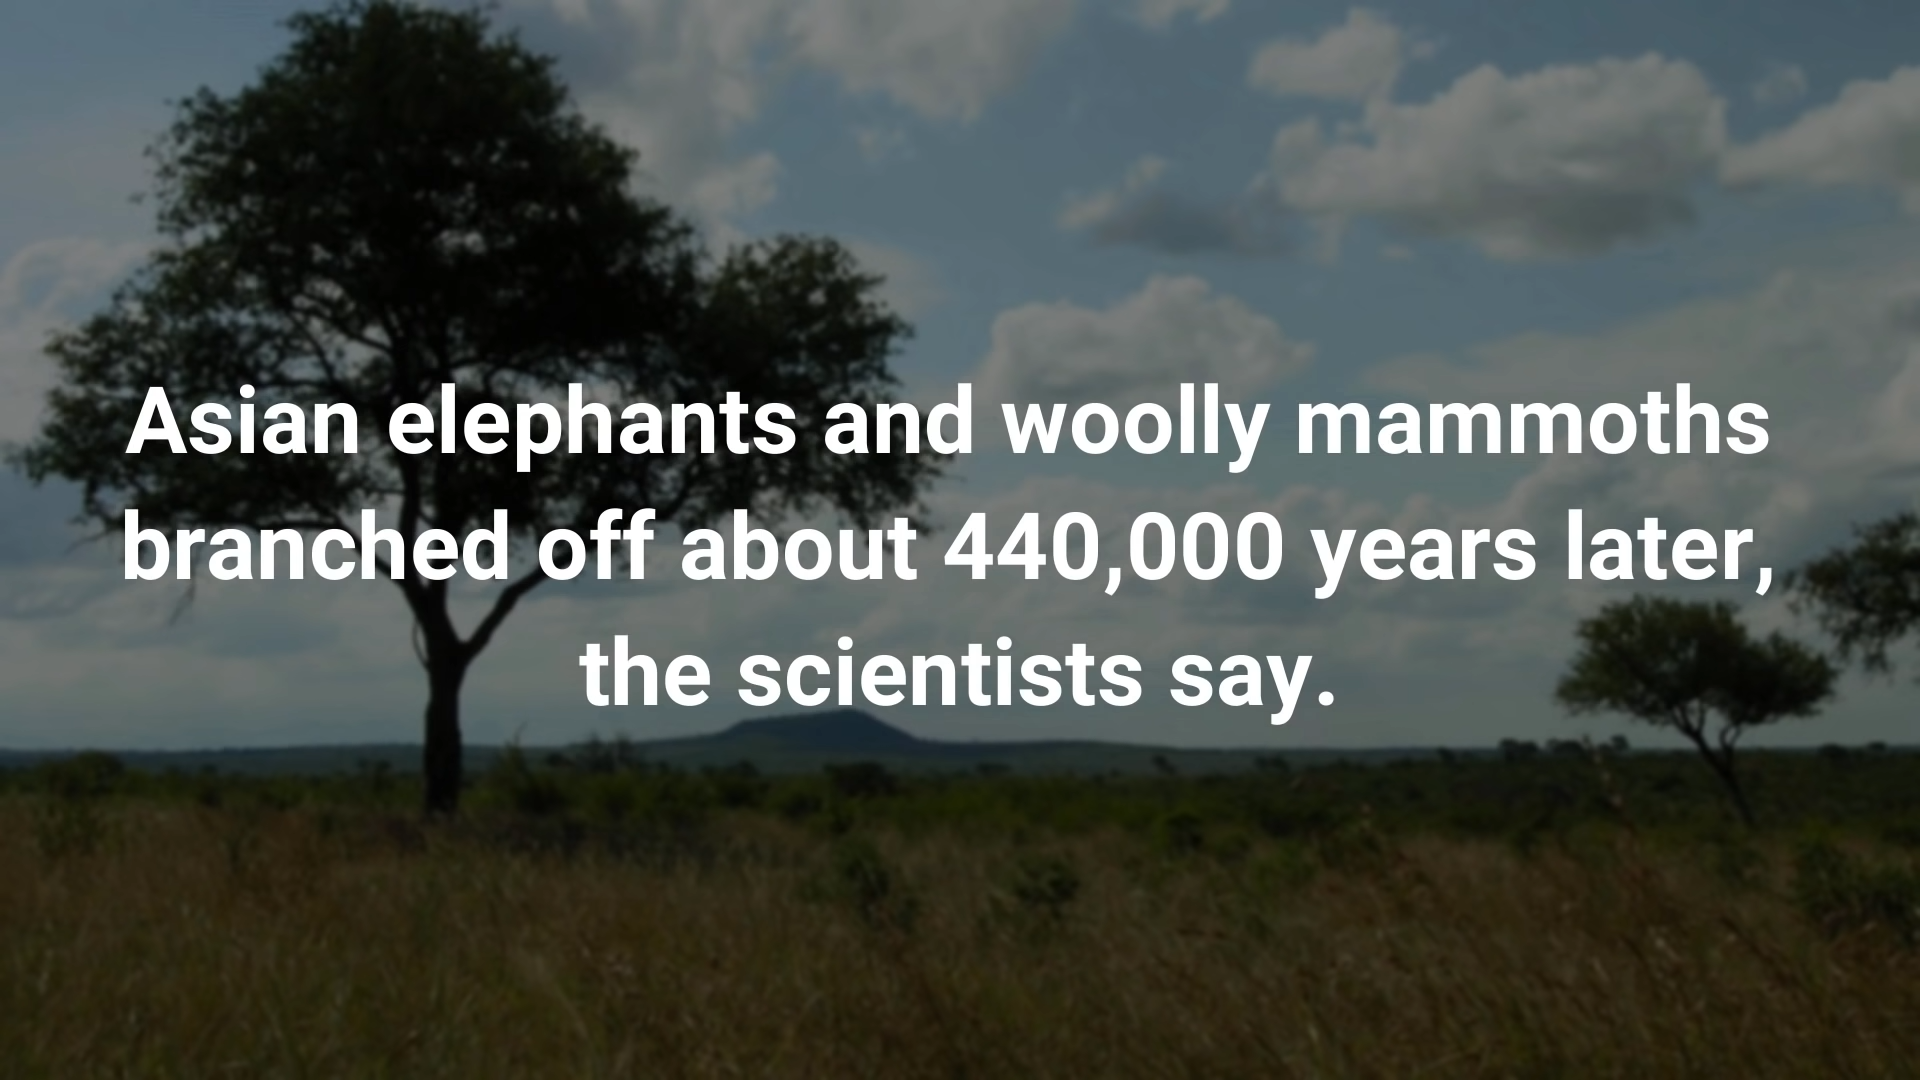 Asian elephants and woolly mammoths
branched off about 440,000 years later,
the scientists say.